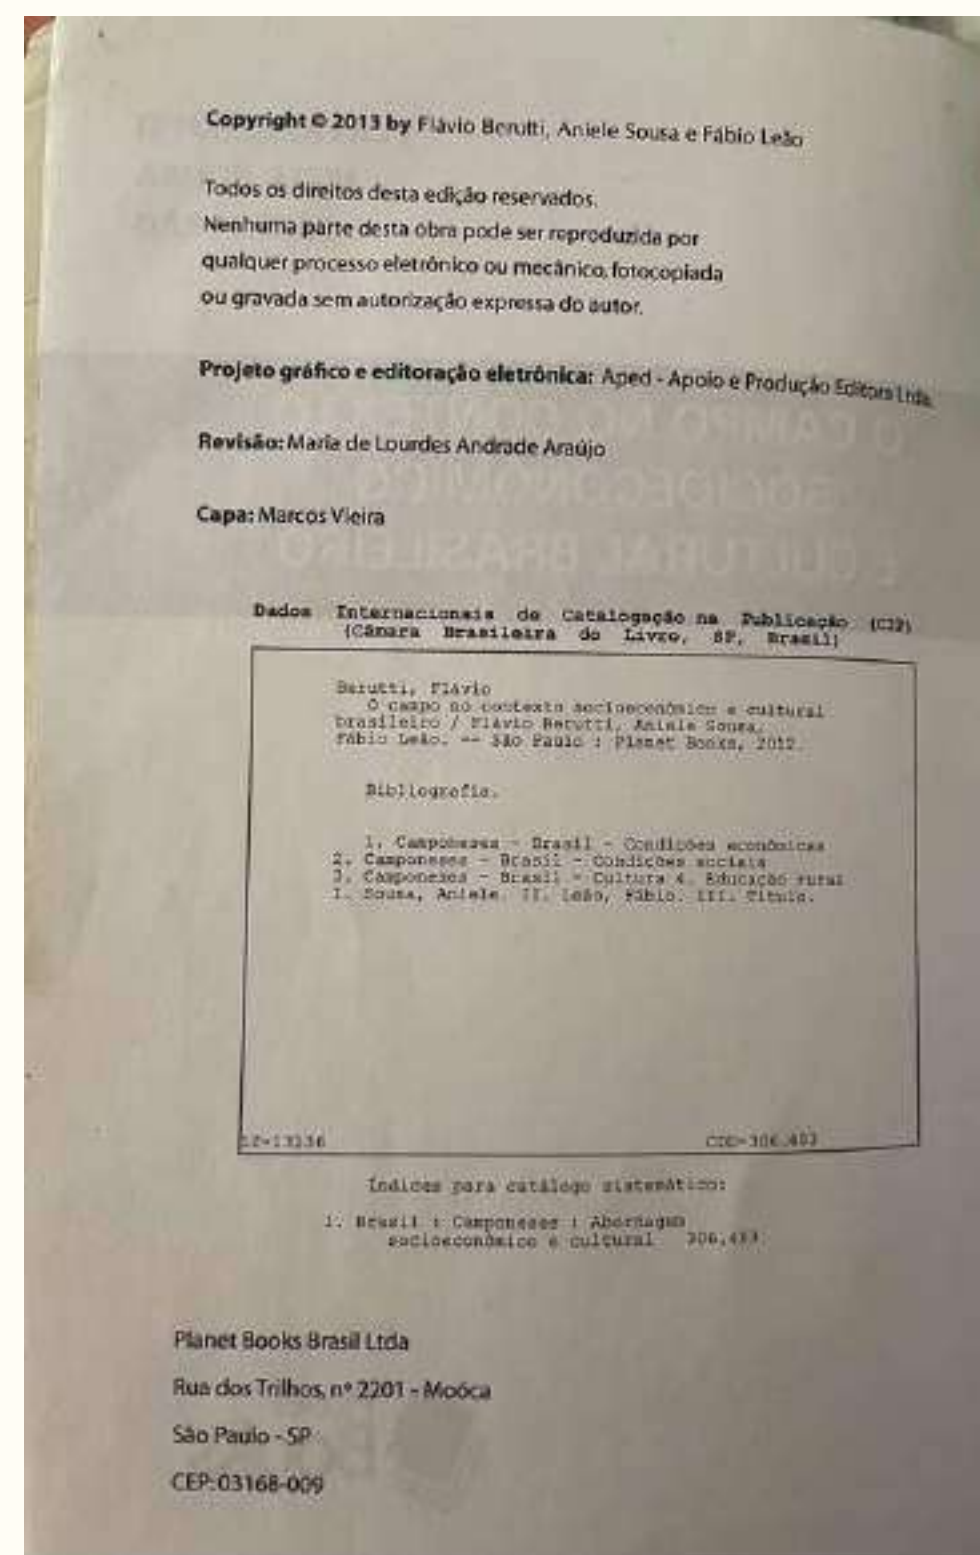 Copyright © 2013 by Flávio Berutti, Aniele Sousa e Fábio Leão
Todos os direitos desta edição reservados.
Nenhuma parte desta obra pode ser reproduzida por
qualquer processo eletrônico ou mecânico, fotocopiada
ou gravada sem autorização expressa do autor.
Projeto gráfico e editoração eletrônica: Aped - Apoio e Produção Editora Ltda.
Revisão: Maria de Lourdes Andrade Araújo
Capa: Marcos Vieira
Dados Internacionais de Catalogação na Publicação (CIP)
(Câmara Brasileira do Livro, SP, Brasil)
Berutti, Flávio
O campo no contexto socioeconômico e cultural
brasileiro / Flávio Berutti, Aniele Sousa,
Fábio Leão. -- São Paulo : Planet Books, 2012.
Bibliografia.
1. Camponeses - Brasil - Condições econômicas
2. Camponeses - Brasil - Condições sociais
3. Camponeses - Brasil - Cultura 4. Educação rural
I. Sousa, Aniele. II. Leão, Fábio. III. Título.
CDD-306.483
Índices para catálogo sistemático:
1. Brasil : Camponeses : Abordagem
socioeconômico e cultural 306.483
Planet Books Brasil Ltda
Rua dos Trilhos, nº 2201 - Moóca
São Paulo - SP
CEP: 03168-009